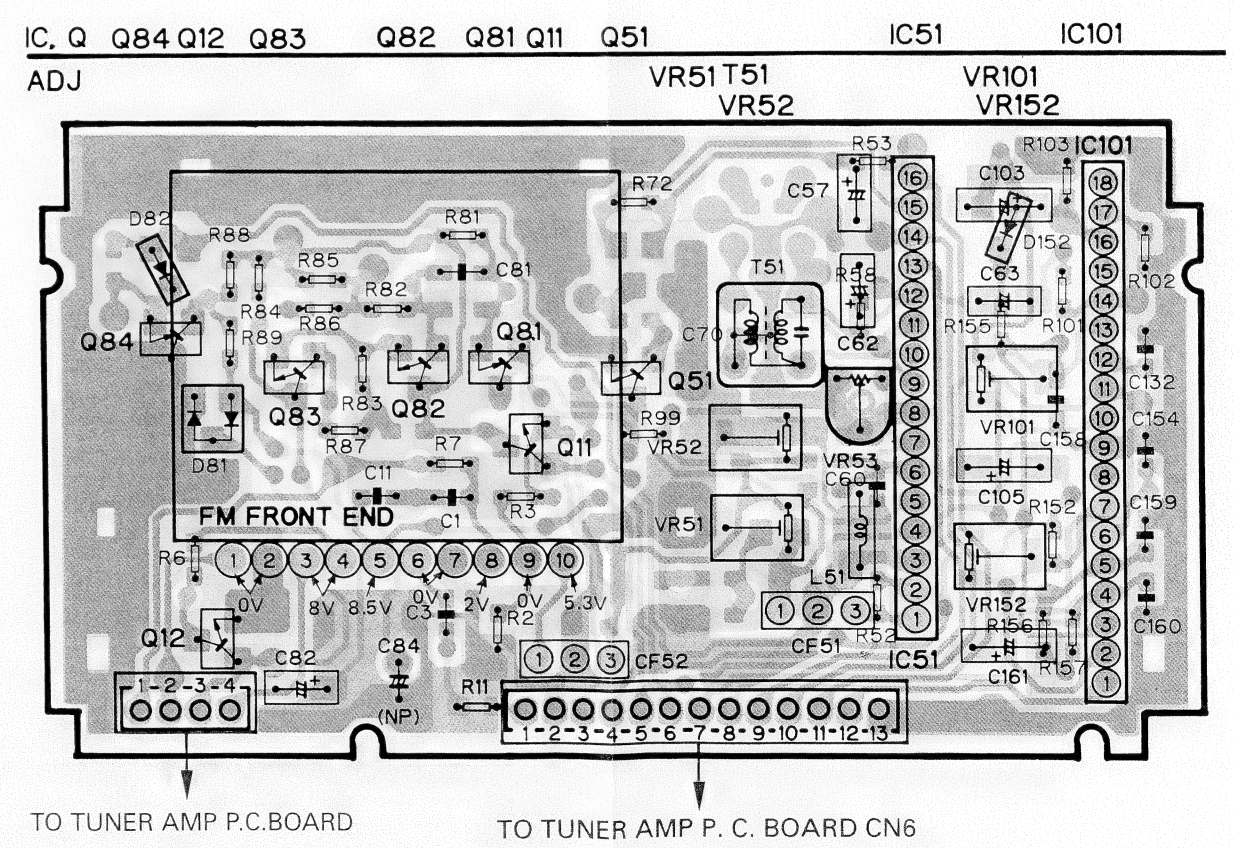 IC, Q Q84 Q12 Q83 Q82 Q81 Q11 Q51 IC51 IC101
ADJ VR51 T51 VR101
VR52 VR152
R53 R103 IC101
D82 R88 R81 R72 C57 C103
R85 C81 T51 R58 C63 D152
R84 R86 R82 R155 R101 R102
Q84 R89 Q81 C70 C62
Q83 R83 Q82 Q51 C132
R87 R99 VR101 C154
D81 R7 Q11 VR52 VR53 C158
C11 C60
C1 R3 C105 R152 C159
FM FRONT END VR51
R6 1 2 3 4 5 6 7 8 9 10
0V 8V 8.5V 0V 2V 0V 5.3V L51
C3 R2 1 2 3 R52 VR152 C160
Q12 CF51 R156
C82 C84 1 2 3 CF52 IC51 C161 R157
16
15
14
13
12
11
10
9
8
7
6
5
4
3
2
1
18
17
16
15
14
13
12
11
10
9
8
7
6
5
4
3
2
1
1-2-3-4 (NP) R11
1-2-3-4-5-6-7-8-9-10-11-12-13
TO TUNER AMP P.C.BOARD
TO TUNER AMP P. C. BOARD CN6